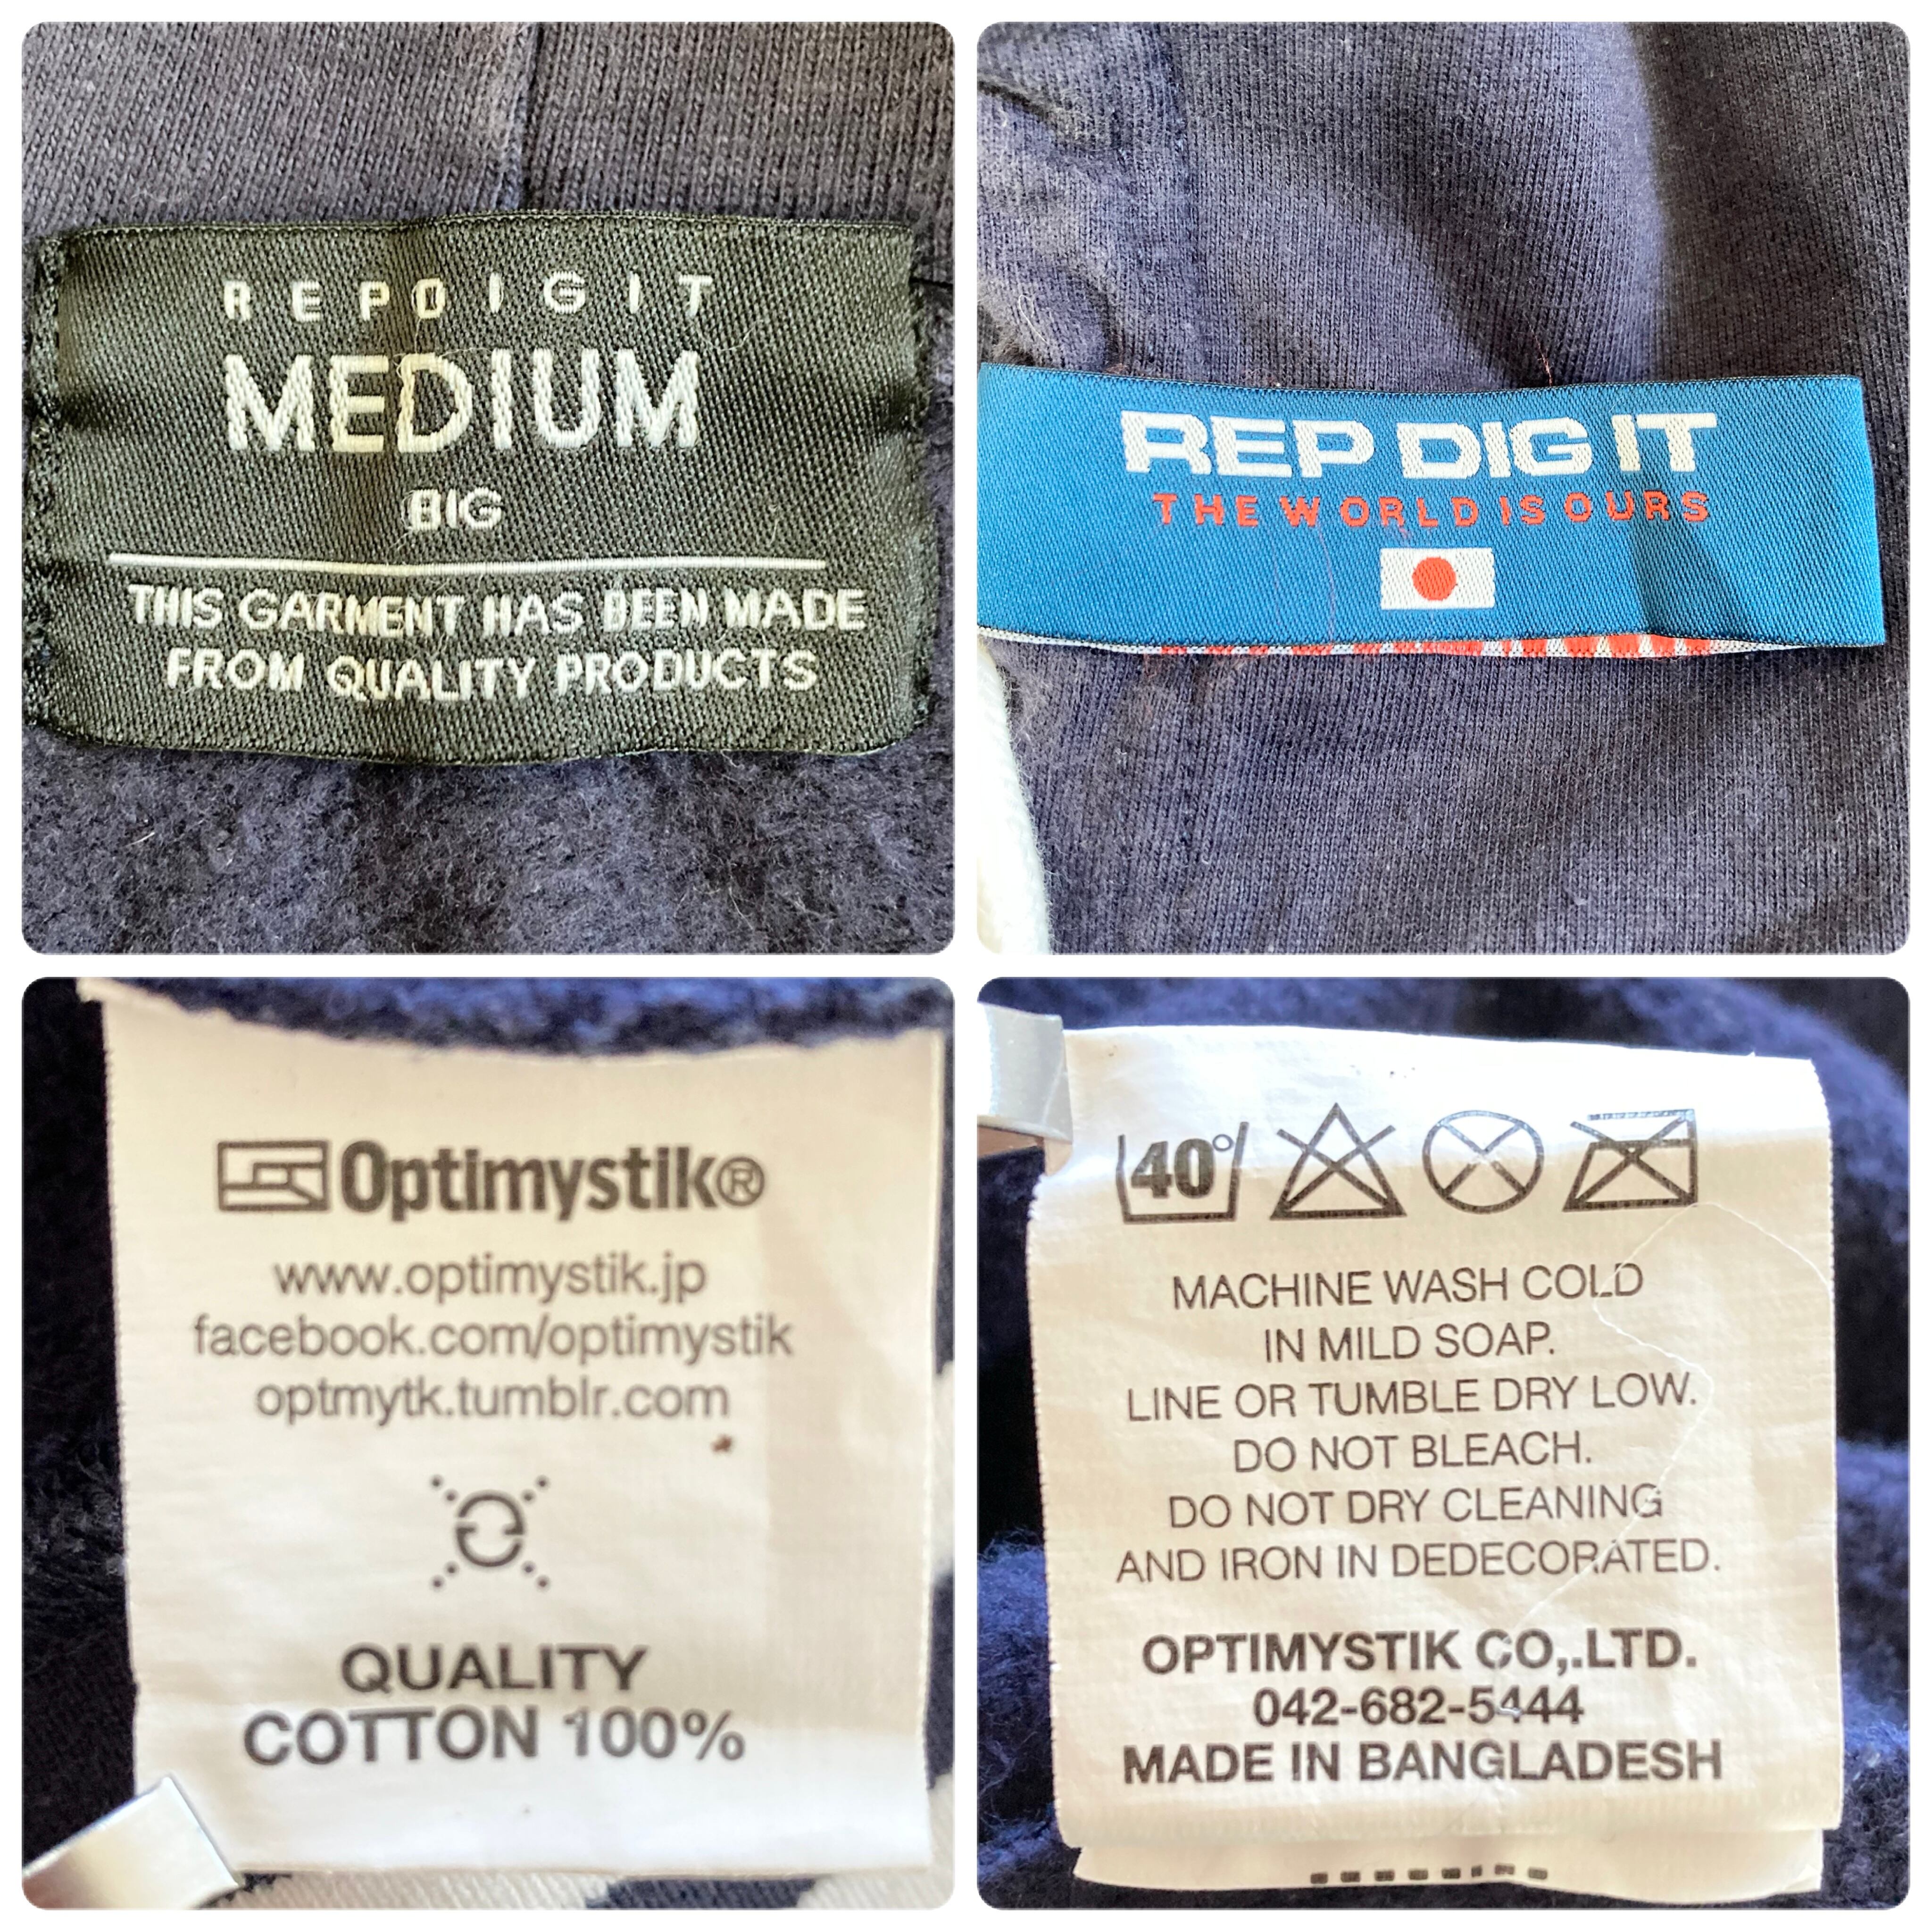 REPDIGIT
MEDIUM
BIG
THIS GARMENT HAS BEEN MADE
FROM QUALITY PRODUCTS
REP DIG IT
THE WORLD IS OURS
Optimystik®
www.optimystik.jp
facebook.com/optimystik
optmytk.tumblr.com
QUALITY
COTTON 100%
40°
MACHINE WASH COLD
IN MILD SOAP.
LINE OR TUMBLE DRY LOW.
DO NOT BLEACH.
DO NOT DRY CLEANING
AND IRON IN DEDECORATED.
OPTIMYSTIK CO,.LTD.
042-682-5444
MADE IN BANGLADESH